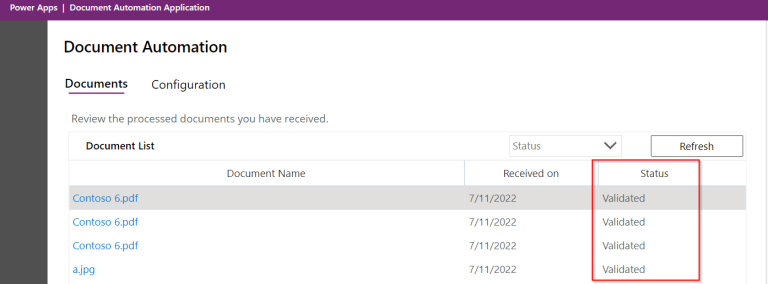 Power Apps | Document Automation Application
Document Automation
Documents Configuration
Review the processed documents you have received.
Document List Status Refresh
Document Name Received on Status
Contoso 6.pdf 7/11/2022 Validated
Contoso 6.pdf 7/11/2022 Validated
Contoso 6.pdf 7/11/2022 Validated
a.jpg 7/11/2022 Validated